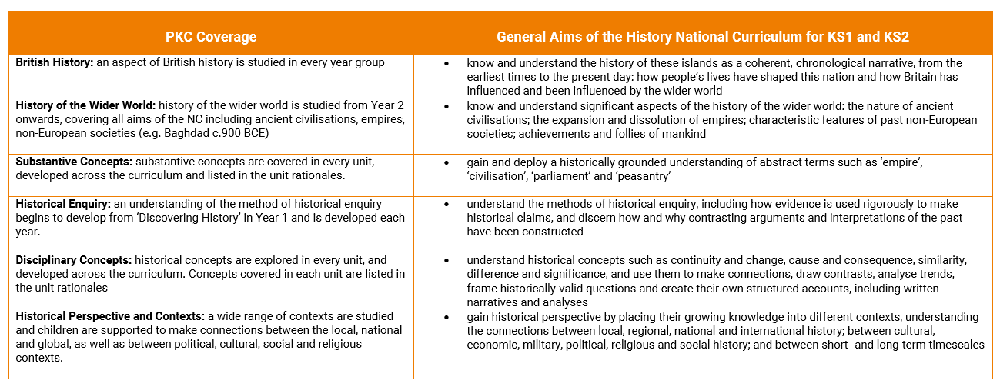 PKC Coverage
General Aims of the History National Curriculum for KS1 and KS2
British History: an aspect of British history is studied in every year group
• know and understand the history of these islands as a coherent, chronological narrative, from the
earliest times to the present day: how people’s lives have shaped this nation and how Britain has
influenced and been influenced by the wider world
History of the Wider World: history of the wider world is studied from Year 2
onwards, covering all aims of the NC including ancient civilisations, empires,
non-European societies (e.g. Baghdad c.900 BCE)
• know and understand significant aspects of the history of the wider world: the nature of ancient
civilisations; the expansion and dissolution of empires; characteristic features of past non-European
societies; achievements and follies of mankind
Substantive Concepts: substantive concepts are covered in every unit,
developed across the curriculum and listed in the unit rationales.
• gain and deploy a historically grounded understanding of abstract terms such as ‘empire’,
‘civilisation’, ‘parliament’ and ‘peasantry’
Historical Enquiry: an understanding of the method of historical enquiry
begins to develop from ‘Discovering History’ in Year 1 and is developed each
year.
• understand the methods of historical enquiry, including how evidence is used rigorously to make
historical claims, and discern how and why contrasting arguments and interpretations of the past
have been constructed
Disciplinary Concepts: historical concepts are explored in every unit, and
developed across the curriculum. Concepts covered in each unit are listed in
the unit rationales
• understand historical concepts such as continuity and change, cause and consequence, similarity,
difference and significance, and use them to make connections, draw contrasts, analyse trends,
frame historically-valid questions and create their own structured accounts, including written
narratives and analyses
Historical Perspective and Contexts: a wide range of contexts are studied
and children are supported to make connections between the local, national
and global, as well as between political, cultural, social and religious
contexts.
• gain historical perspective by placing their growing knowledge into different contexts, understanding
the connections between local, regional, national and international history; between cultural,
economic, military, political, religious and social history; and between short- and long-term timescales